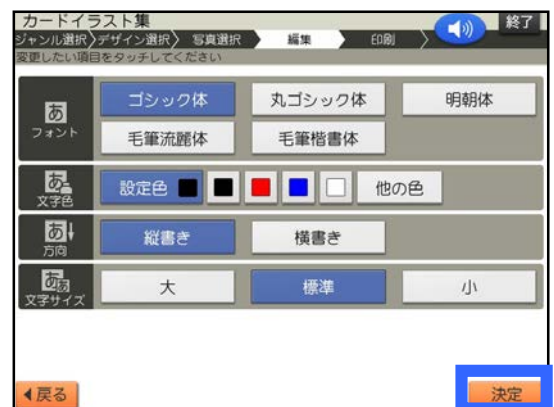 カードイラスト集
終了
ジャンル選択〉デザイン選択〉 写真選択 編集 印刷
変更したい項目をタッチしてください
あ フォント
ゴシック体 丸ゴシック体 明朝体
毛筆流麗体 毛筆楷書体
あ 文字色
設定色 他の色
あ 方向
縦書き 横書き
ああ 文字サイズ
大 標準 小
戻る 決定